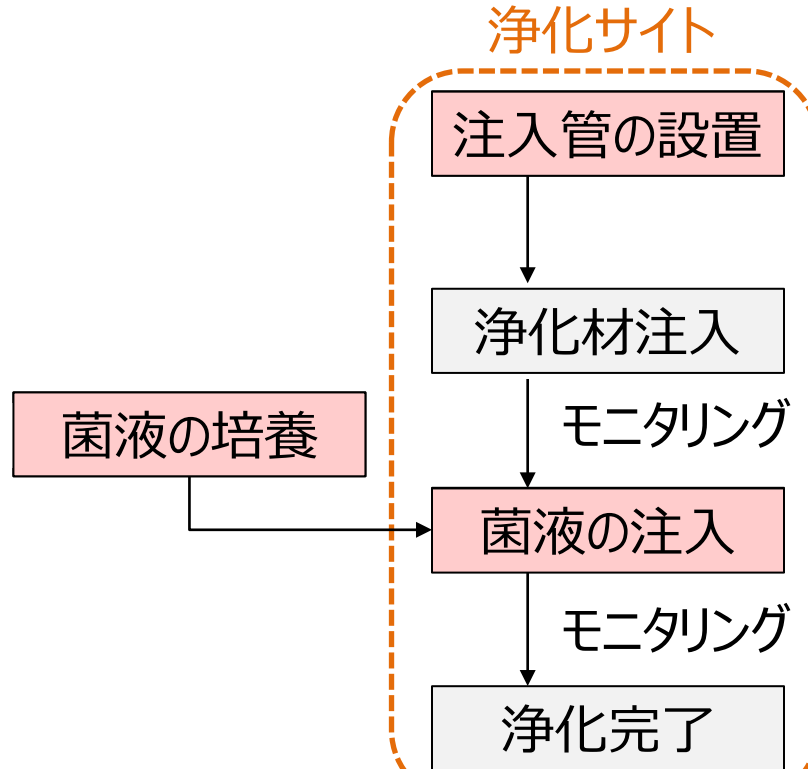 浄化サイト
注入管の設置
浄化材注入
モニタリング
菌液の培養
菌液の注入
モニタリング
浄化完了